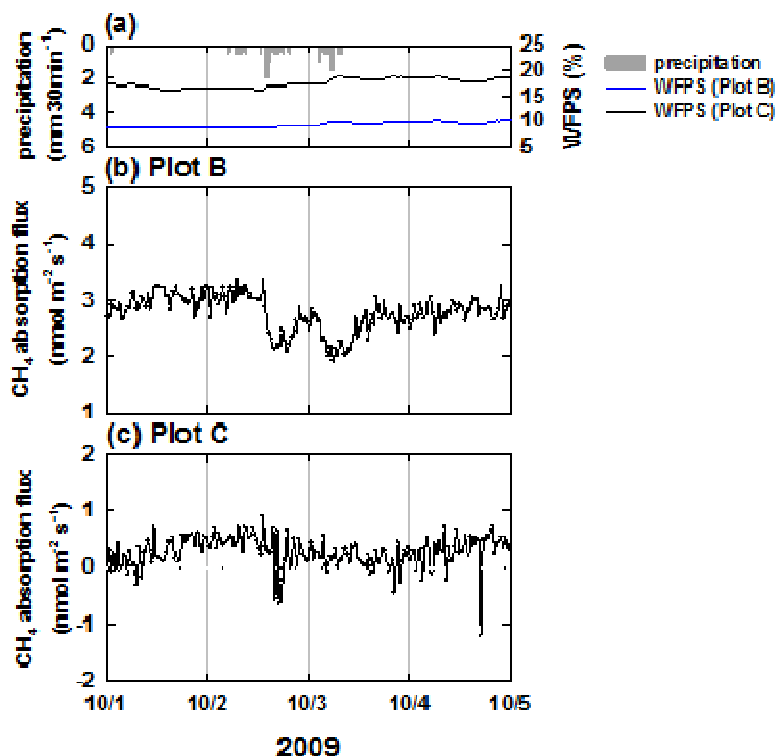 (a)
precipitation
(mm 30min⁻¹)
0
2
4
6
25
20
15
10
5
WFPS (%)
precipitation
WFPS (Plot B)
WFPS (Plot C)
(b) Plot B
CH₄ absorption flux
(nmol m⁻² s⁻¹)
5
4
3
2
1
(c) Plot C
CH₄ absorption flux
(nmol m⁻² s⁻¹)
2
1
0
-1
-2
10/1
10/2
10/3
10/4
10/5
2009